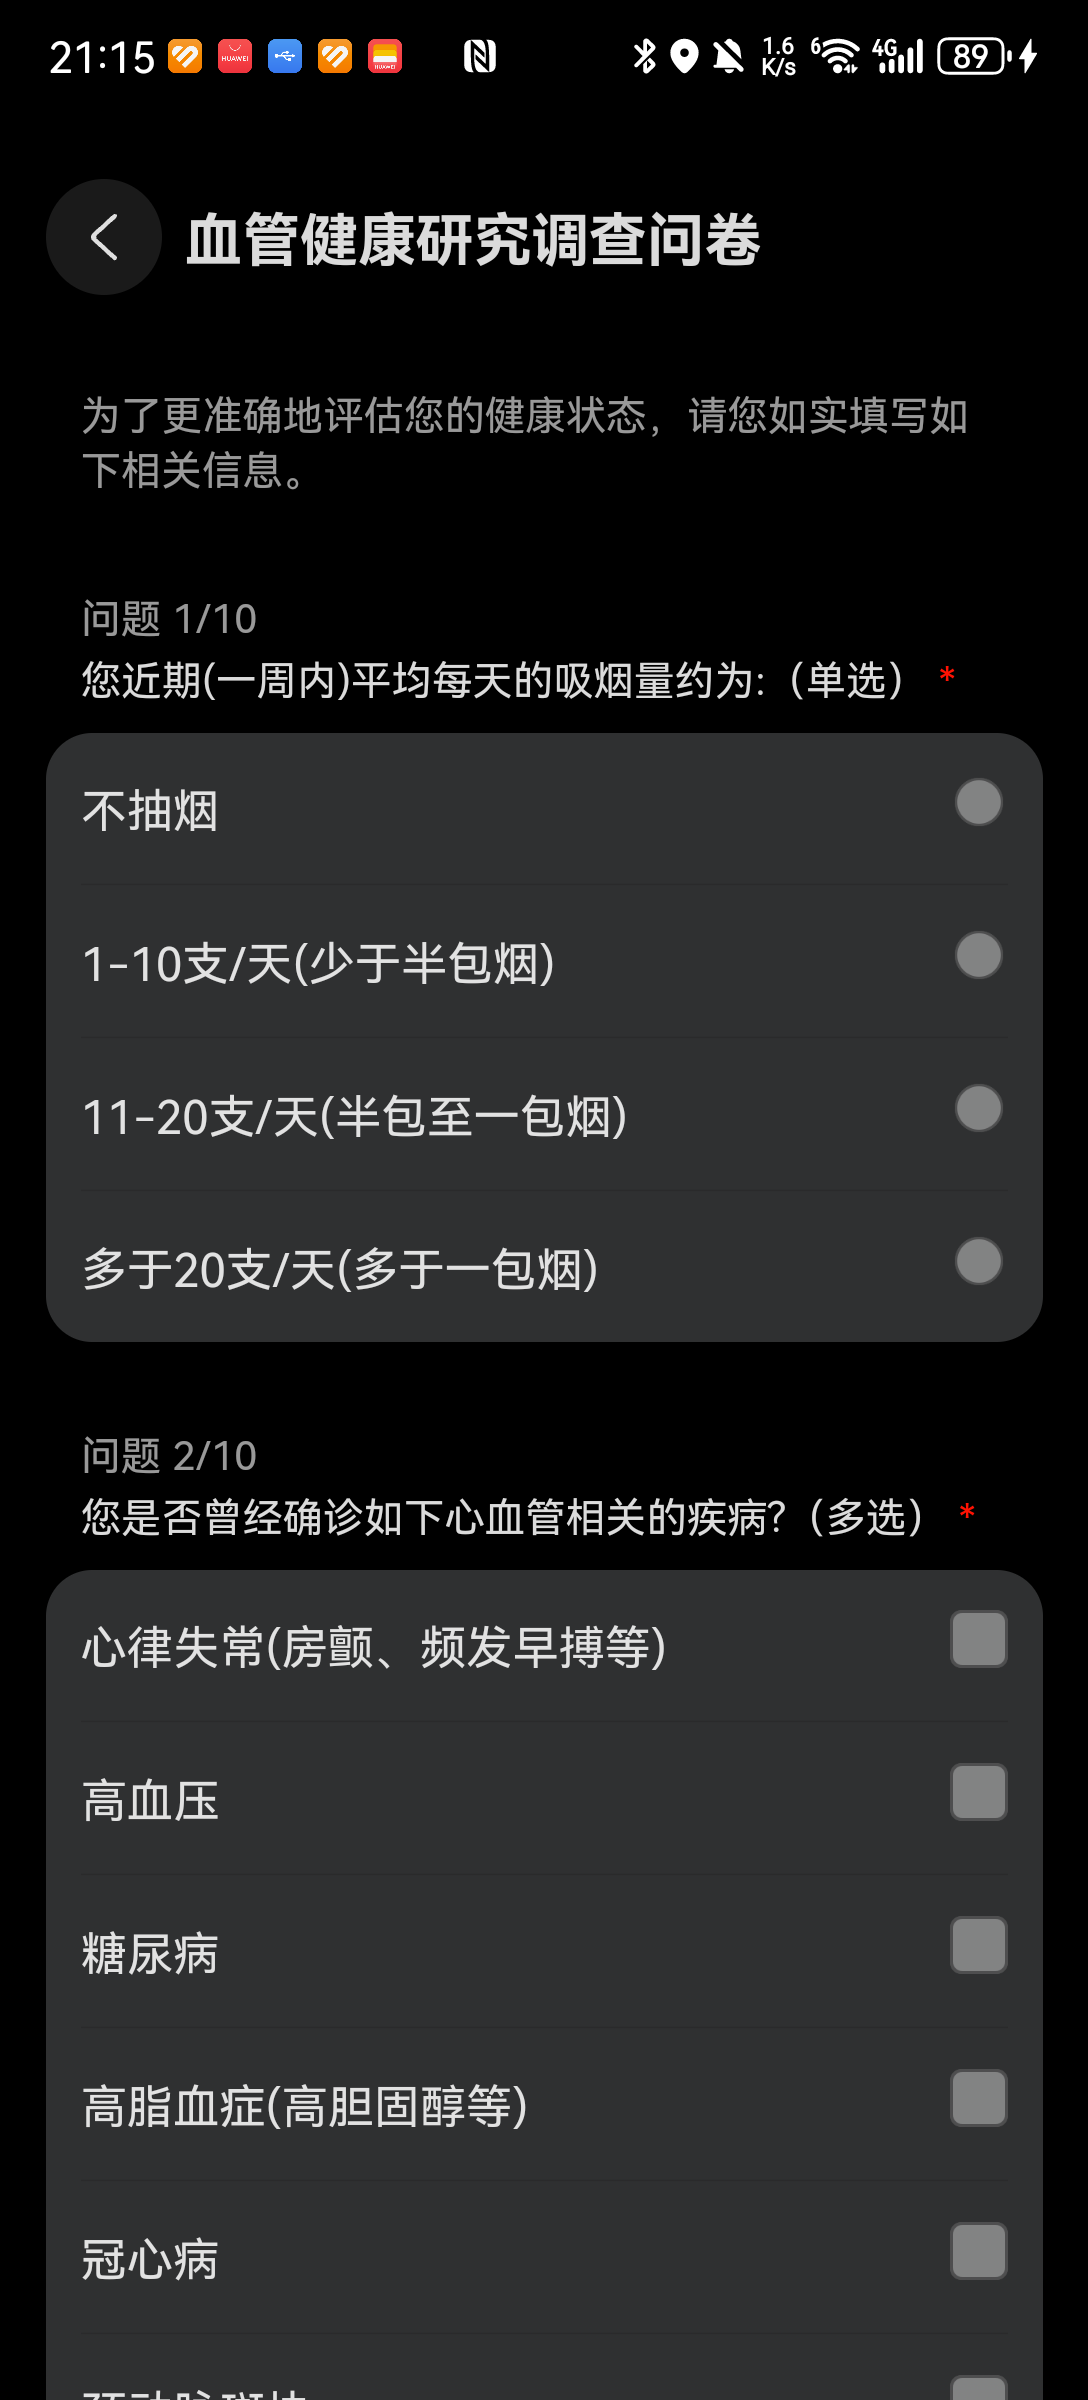 21:15
HUAWEI
HUAWEI
1.6
K/s
6
4G
89
血管健康研究调查问卷
为了更准确地评估您的健康状态，请您如实填写如
下相关信息。
问题 1/10
您近期(一周内)平均每天的吸烟量约为:（单选） *
不抽烟
1-10支/天(少于半包烟)
11-20支/天(半包至一包烟)
多于20支/天(多于一包烟)
问题 2/10
您是否曾经确诊如下心血管相关的疾病?（多选） *
心律失常(房颤、频发早搏等)
高血压
糖尿病
高脂血症(高胆固醇等)
冠心病